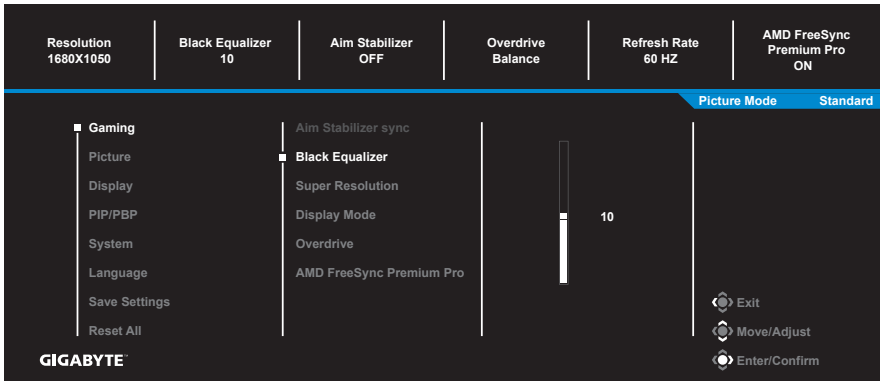 Resolution
1680X1050
Black Equalizer
10
Aim Stabilizer
OFF
Overdrive
Balance
Refresh Rate
60 HZ
AMD FreeSync
Premium Pro
ON
Picture Mode Standard
Gaming
Picture
Display
PIP/PBP
System
Language
Save Settings
Reset All
Aim Stabilizer sync
Black Equalizer
Super Resolution
Display Mode
Overdrive
AMD FreeSync Premium Pro
10
Exit
Move/Adjust
Enter/Confirm
GIGABYTE™